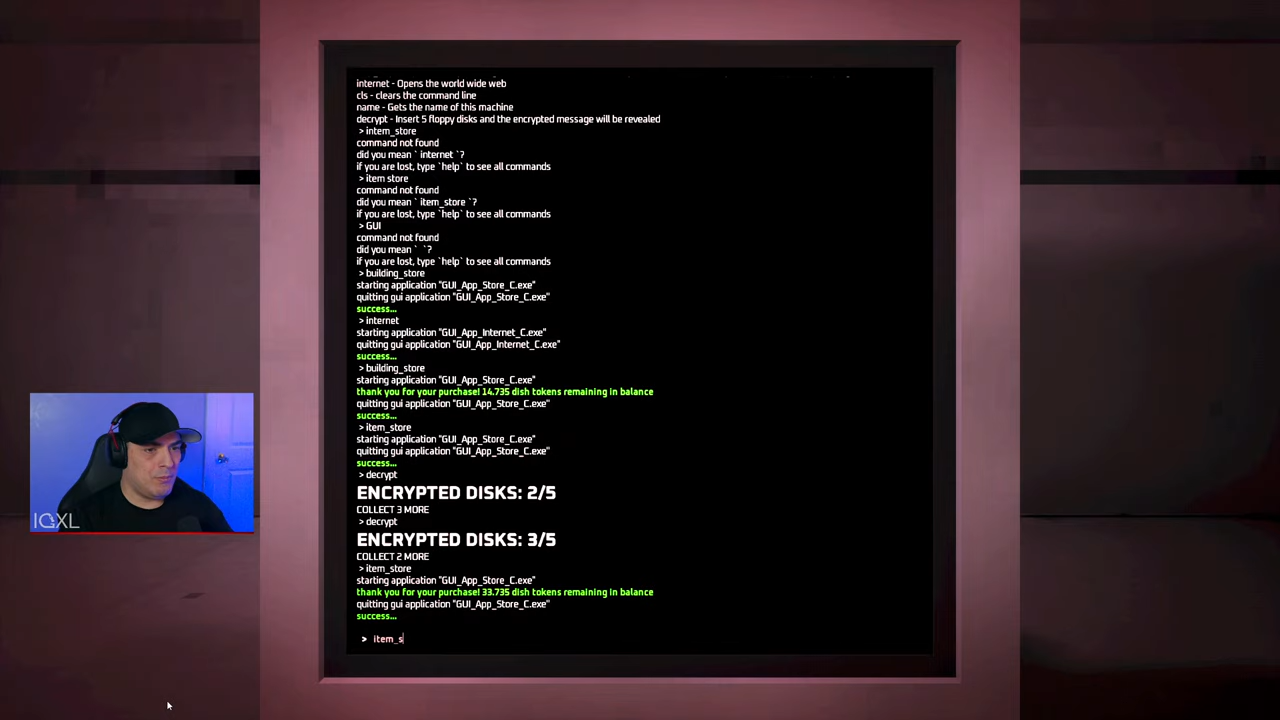 internet - Opens the world wide web
cls - clears the command line
name - Gets the name of this machine
decrypt - Insert 5 floppy disks and the encrypted message will be revealed
> intem_store
command not found
did you mean ` internet `?
if you are lost, type `help` to see all commands
> item store
command not found
did you mean ` item_store `?
if you are lost, type `help` to see all commands
> GUI
command not found
did you mean ` `?
if you are lost, type `help` to see all commands
> building_store
starting application "GUI_App_Store_C.exe"
quitting gui application "GUI_App_Store_C.exe"
success...
> internet
starting application "GUI_App_Internet_C.exe"
quitting gui application "GUI_App_Internet_C.exe"
success...
> building_store
starting application "GUI_App_Store_C.exe"
thank you for your purchase! 14.735 dish tokens remaining in balance
quitting gui application "GUI_App_Store_C.exe"
success...
> item_store
starting application "GUI_App_Store_C.exe"
quitting gui application "GUI_App_Store_C.exe"
success...
> decrypt
ENCRYPTED DISKS: 2/5
COLLECT 3 MORE
> decrypt
ENCRYPTED DISKS: 3/5
COLLECT 2 MORE
> item_store
starting application "GUI_App_Store_C.exe"
thank you for your purchase! 33.735 dish tokens remaining in balance
quitting gui application "GUI_App_Store_C.exe"
success...
> item_s